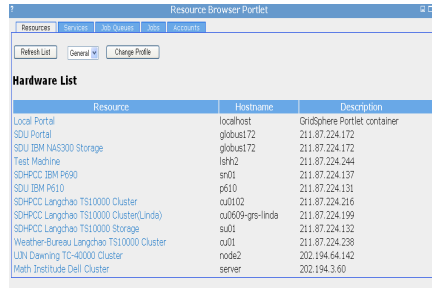 ? Resource Browser Portlet
Resources Services Job Queues Jobs Accounts
Refresh List General Change Profile
Hardware List
Resource Hostname Description
Local Portal localhost GridSphere Portlet container
SDU Portal globus172 211.87.224.172
SDU IBM NAS300 Storage globus172 211.87.224.172
Test Machine lshh2 211.87.224.244
SDHPCC IBM P690 sn01 211.87.224.137
SDU IBM P610 p610 211.87.224.131
SDHPCC Langchao TS10000 Cluster cu0102 211.87.224.216
SDHPCC Langchao TS10000 Cluster(Linda) cu0609-grs-linda 211.87.224.199
SDHPCC Langchao TS10000 Storage su01 211.87.224.132
Weather-Bureau Langchao TS10000 Cluster cu01 211.87.224.238
UJN Dawning TC-40000 Cluster node2 202.194.64.142
Math Institude Dell Cluster server 202.194.3.60